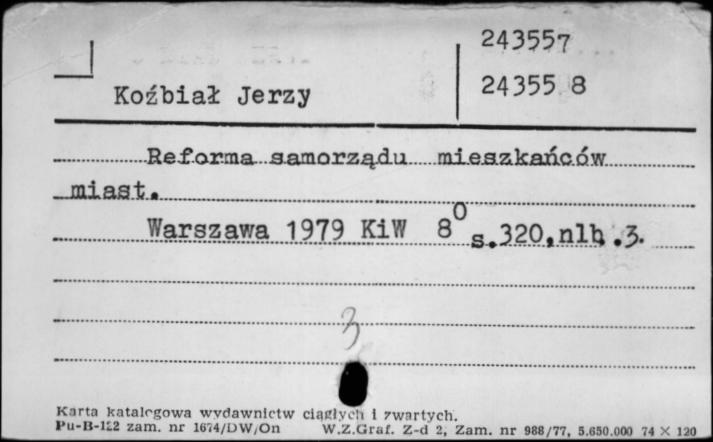 243557
Koźbiał Jerzy
24355 8
Reforma samorządu mieszkańców
miast.
Warszawa 1979 KiW 8⁰ s.320,nlb.3.
3
Karta katalogowa wydawnictw ciągłych i zwartych.
Pu-B-122 zam. nr 1674/DW/On W.Z.Graf. Z-d 2, Zam. nr 988/77, 5.650.000 74 × 120